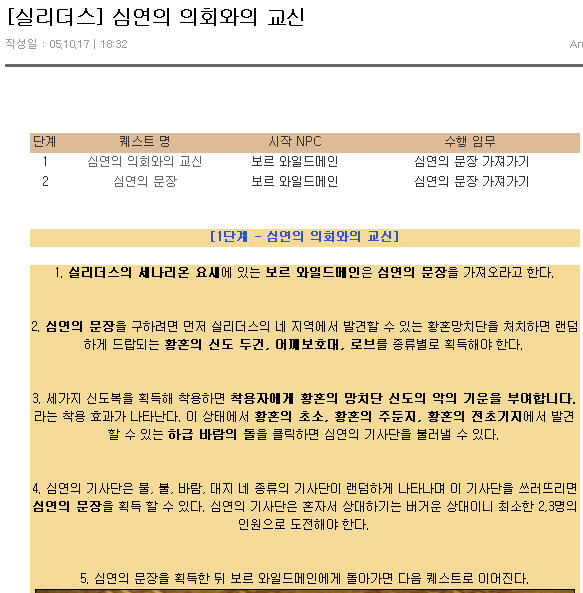 [실리더스] 심연의 의회와의 교신
작성일 : 05,10,17 | 18:32
단계 퀘스트 명 시작 NPC 수행 임무
1 심연의 의회와의 교신 보르 와일드메인 심연의 문장 가져가기
2 심연의 문장 보르 와일드메인 심연의 문장 가져가기
[1단계 - 심연의 의회와의 교신]
1. 실리더스의 세나리온 요새에 있는 보르 와일드메인은 심연의 문장을 가져오라고 한다.
2. 심연의 문장을 구하려면 먼저 실리더스의 네 지역에서 발견할 수 있는 황혼망치단을 처치하면 랜덤
하게 드랍되는 황혼의 신도 두건, 어깨보호대, 로브를 종류별로 획득해야 한다.
3. 세가지 신도복을 획득해 착용하면 착용자에게 황혼의 망치단 신도의 악의 기운을 부여합니다.
라는 착용 효과가 나타난다. 이 상태에서 황혼의 초소, 황혼의 주둔지, 황혼의 전초기지에서 발견
할 수 있는 하급 바람의 돌을 클릭하면 심연의 기사단을 불러낼 수 있다.
4. 심연의 기사단은 물, 불, 바람, 대지 네 종류의 기사단이 랜덤하게 나타나며 이 기사단을 쓰러뜨리면
심연의 문장을 획득 할 수 있다. 심연의 기사단은 혼자서 상대하기는 버거운 상대이니 최소한 2,3명의
인원으로 도전해야 한다.
5. 심연의 문장을 획득한 뒤 보르 와일드메인에게 돌아가면 다음 퀘스트로 이어진다.